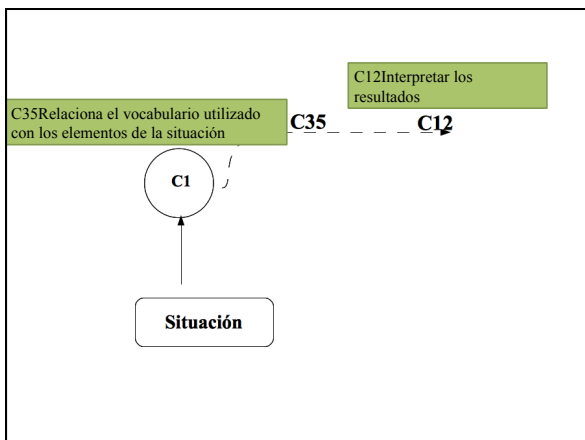 C12Interpretar los
resultados
C35Relaciona el vocabulario utilizado
con los elementos de la situación
C35
C12
C1
Situación